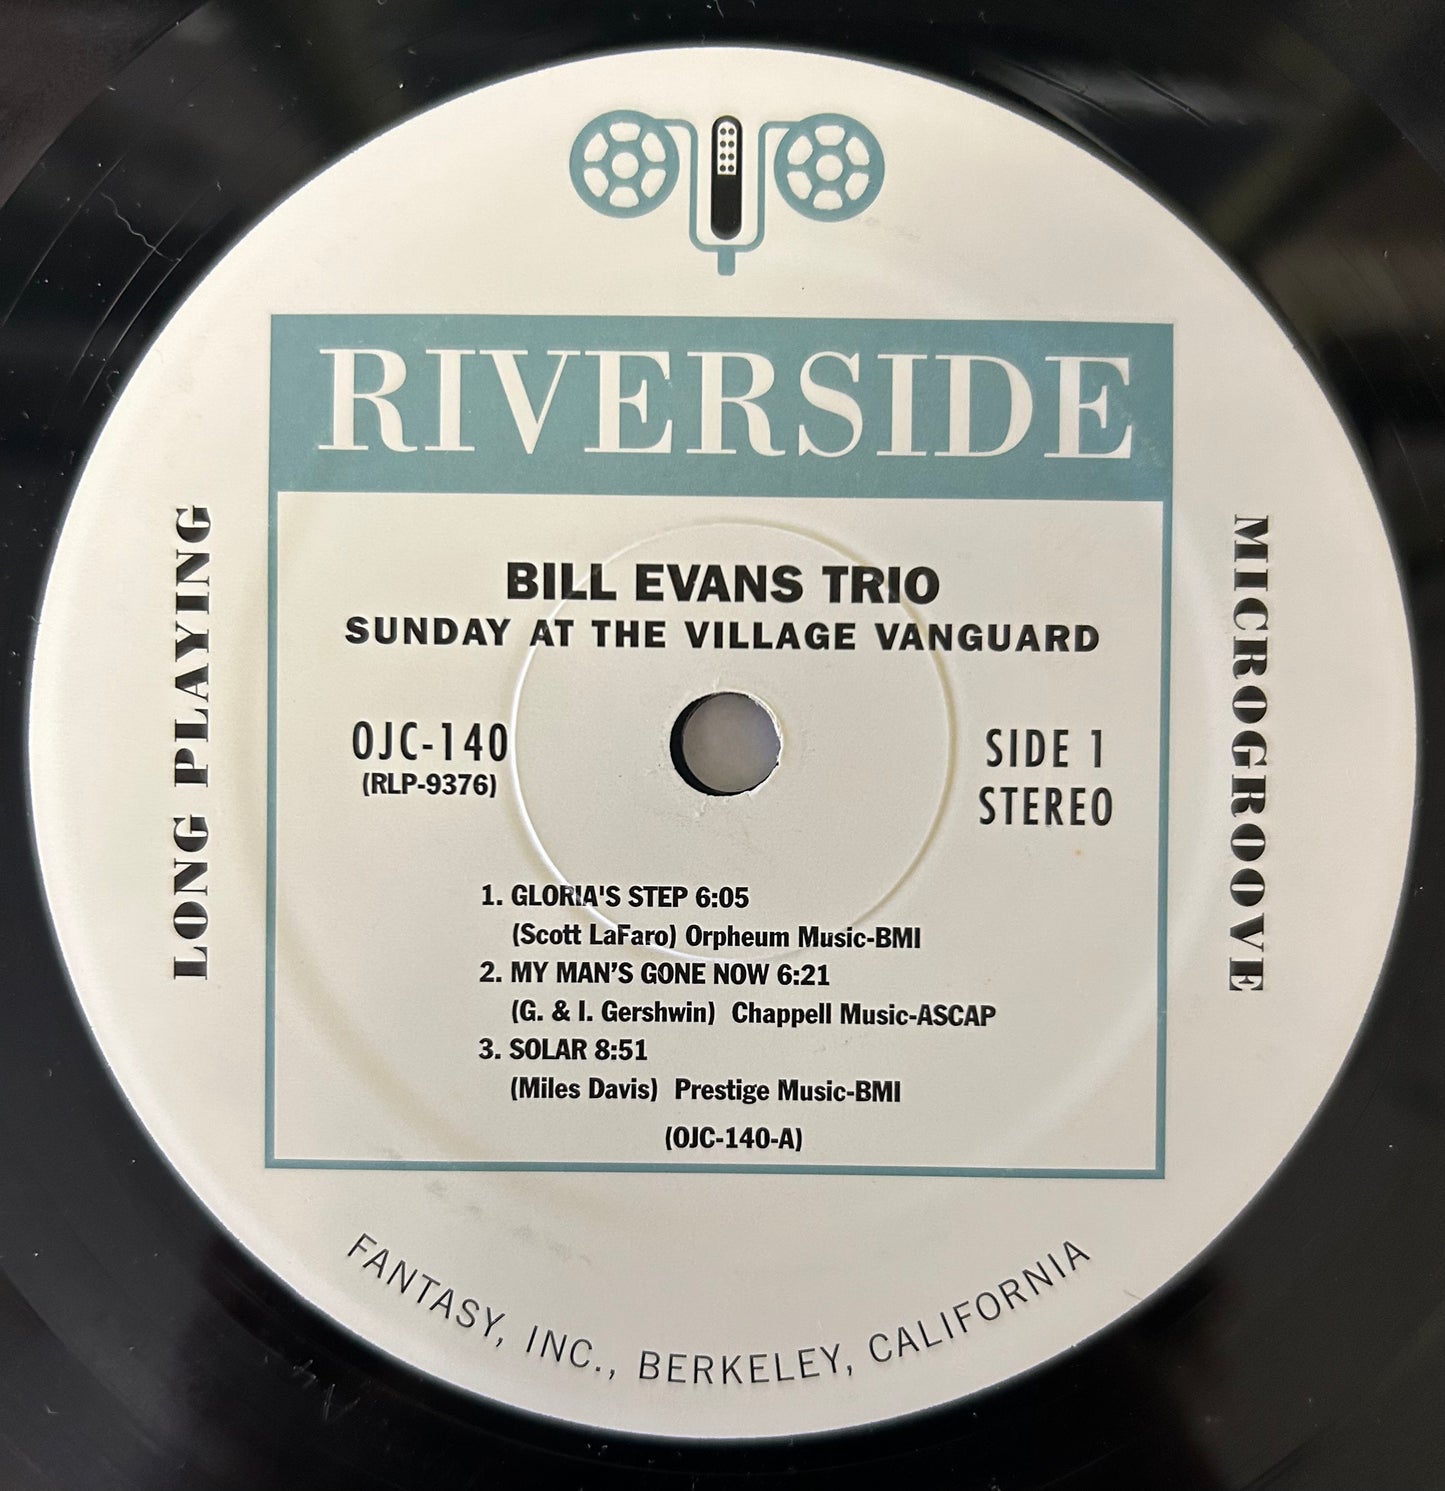 RIVERSIDE
LONG PLAYING
MICROGROOVE
BILL EVANS TRIO
SUNDAY AT THE VILLAGE VANGUARD
OJC-140
(RLP-9376)
SIDE 1
STEREO
1. GLORIA'S STEP 6:05
(Scott LaFaro) Orpheum Music-BMI
2. MY MAN’S GONE NOW 6:21
(G. & I. Gershwin) Chappell Music-ASCAP
3. SOLAR 8:51
(Miles Davis) Prestige Music-BMI
(OJC-140-A)
FANTASY, INC., BERKELEY, CALIFORNIA